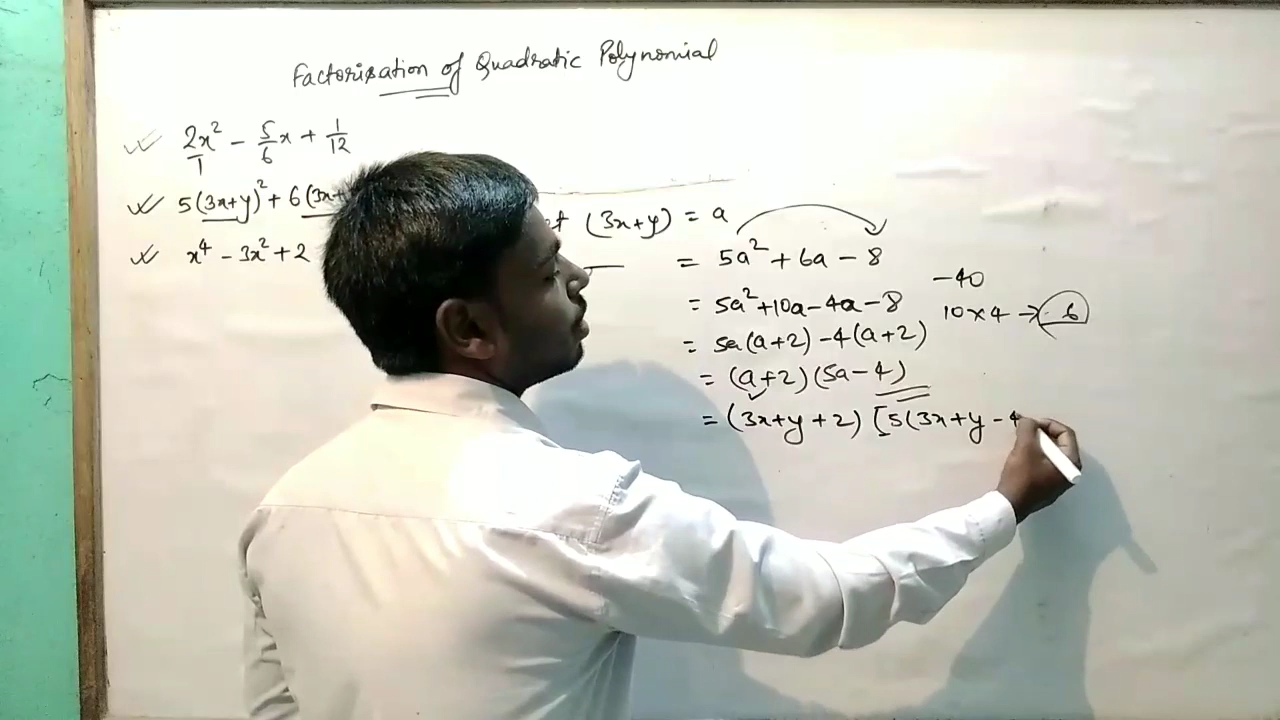 Factorization of Quadratic Polynomial
2x²/1 - 5/6 x + 1/12
5(3x+y)² + 6(3x+
x⁴ - 3x² + 2
(3x+y) = a
= 5a² + 6a - 8
-40
= 5a² + 10a - 4a - 8
10 x 4 → 6
= 5a(a+2) - 4(a+2)
= (a+2) (5a-4)
= (3x+y+2) [5(3x+y - 4